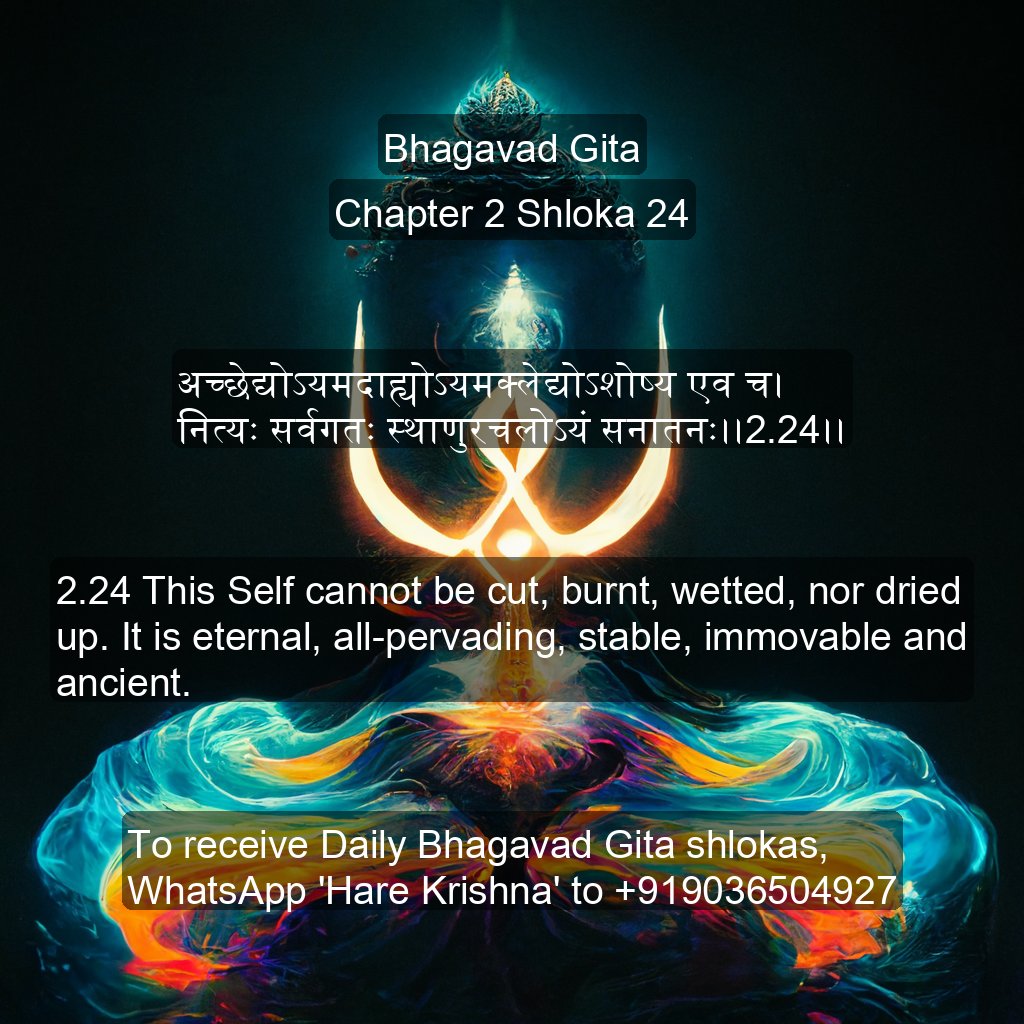 Bhagavad Gita
Chapter 2 Shloka 24
अच्छेद्योऽयमदाह्योऽयमक्लेद्योऽशोष्य एव च।
नित्यः सर्वगतः स्थाणुरचलोऽयं सनातनः।।2.24।।
2.24 This Self cannot be cut, burnt, wetted, nor dried
up. It is eternal, all-pervading, stable, immovable and
ancient.
To receive Daily Bhagavad Gita shlokas,
WhatsApp 'Hare Krishna' to +919036504927